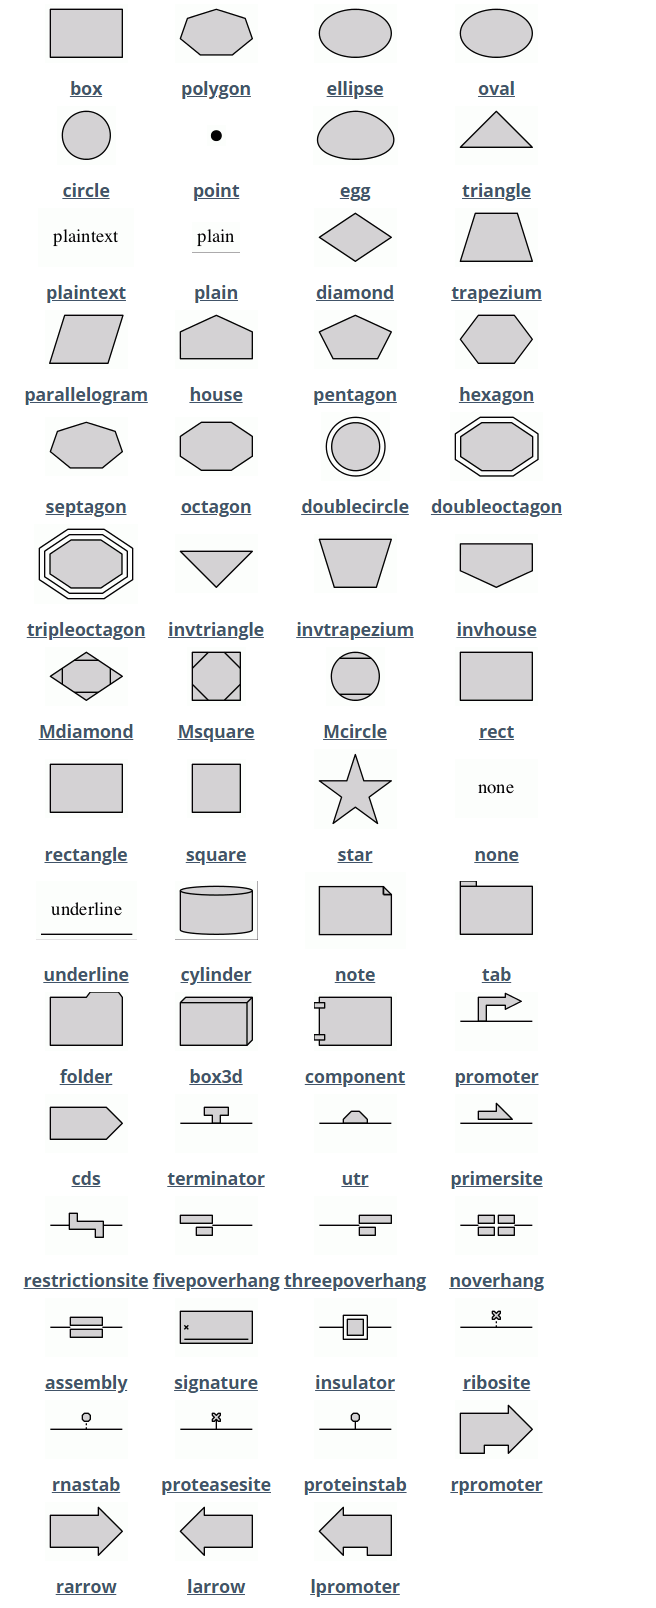 box polygon ellipse oval
circle point egg triangle
plaintext plain
plaintext plain diamond trapezium
parallelogram house pentagon hexagon
septagon octagon doublecircle doubleoctagon
tripleoctagon invtriangle invtrapezium invhouse
Mdiamond Msquare Mcircle rect
none
rectangle square star none
underline
underline cylinder note tab
folder box3d component promoter
cds terminator utr primersite
restrictionsite fivepoverhang threepoverhang noverhang
assembly signature insulator ribosite
rnastab proteasesite proteinstab rpromoter
rarrow larrow lpromoter